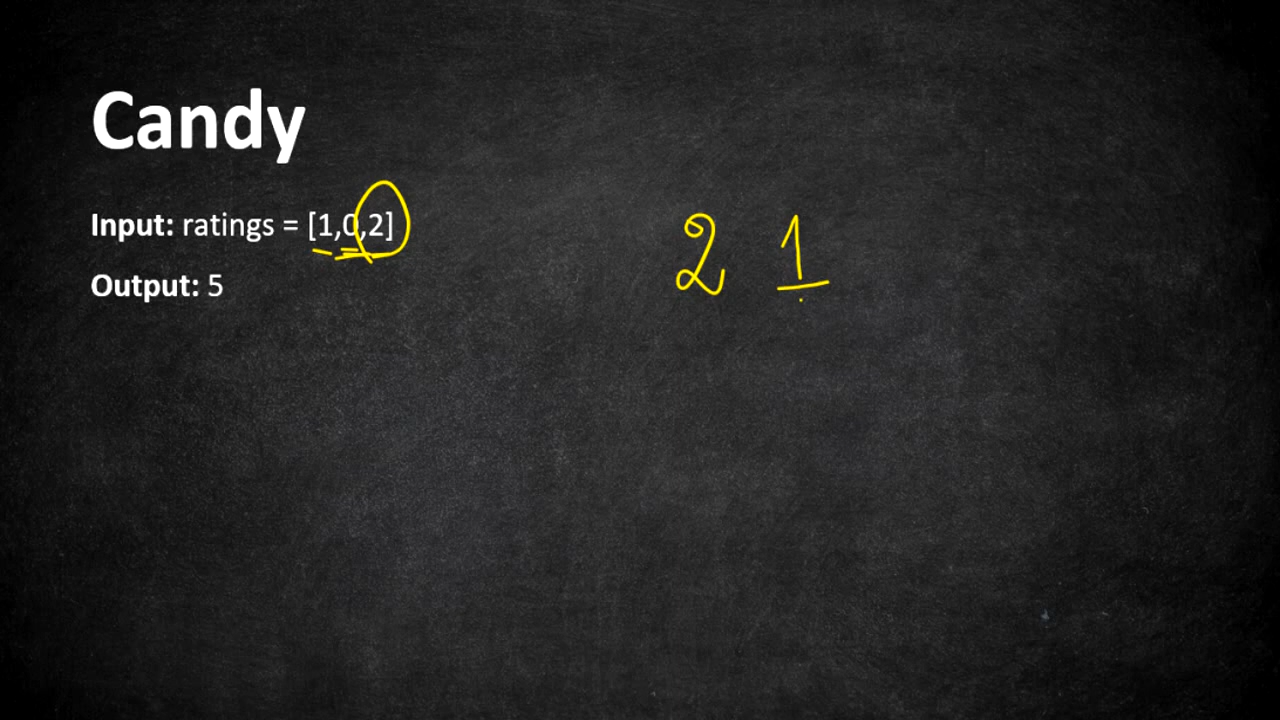 Candy
Input: ratings = [1,0,2]
Output: 5
2 1